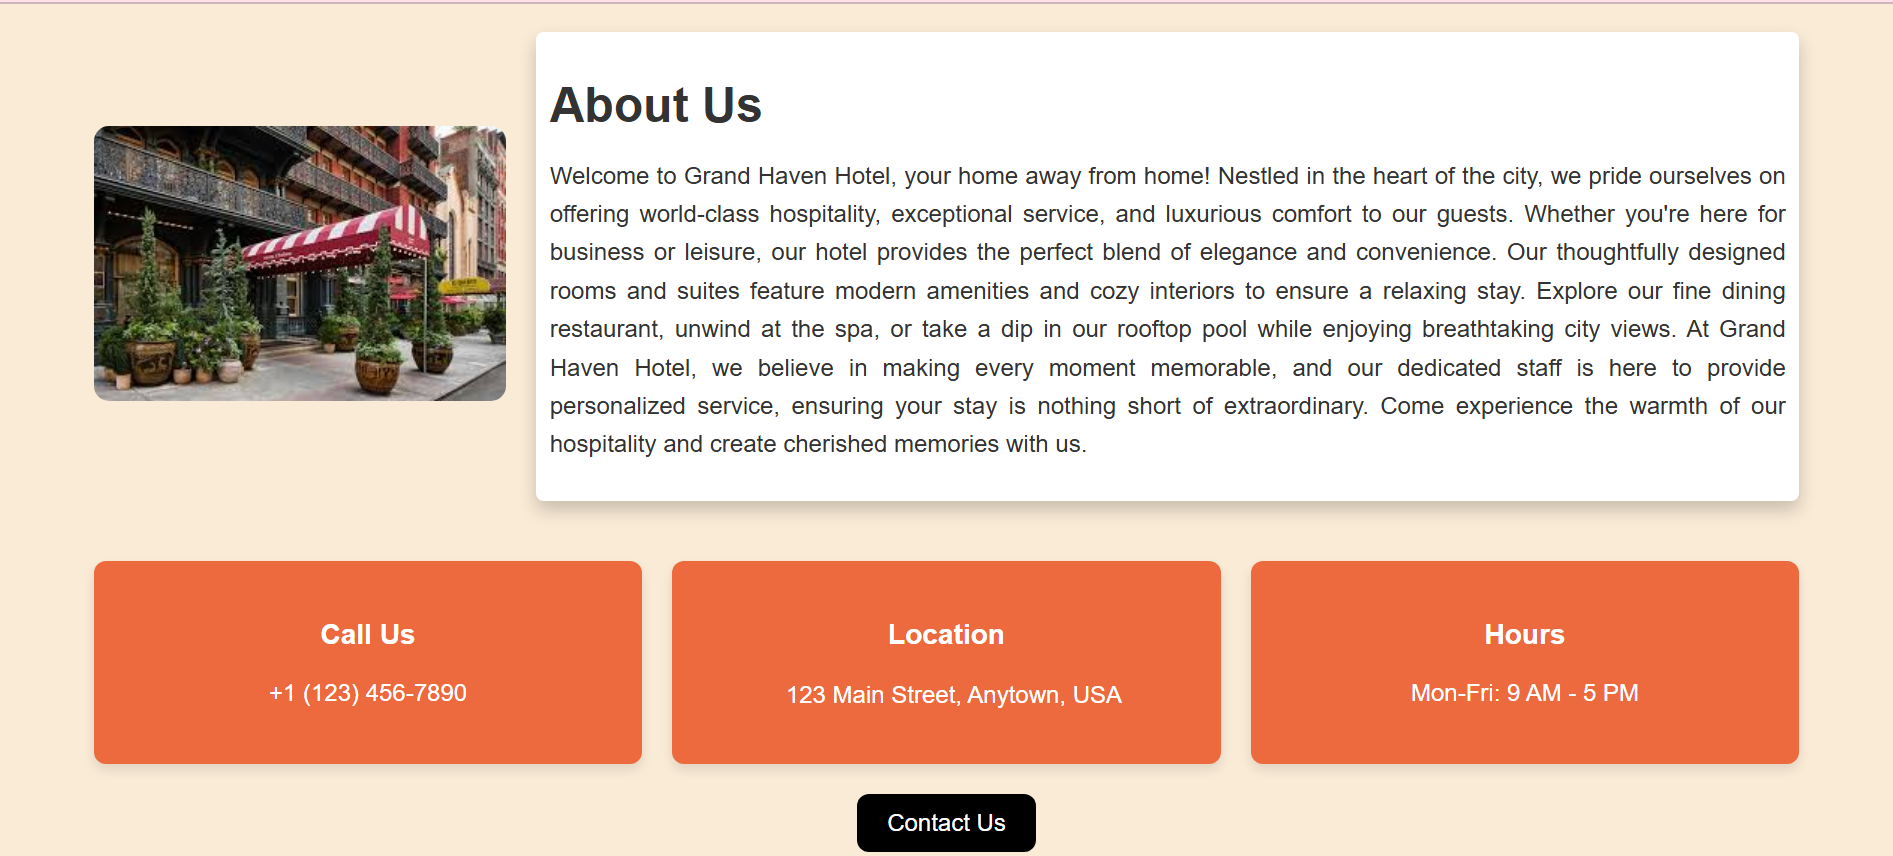 About Us
Welcome to Grand Haven Hotel, your home away from home! Nestled in the heart of the city, we pride ourselves on
offering world-class hospitality, exceptional service, and luxurious comfort to our guests. Whether you're here for
business or leisure, our hotel provides the perfect blend of elegance and convenience. Our thoughtfully designed
rooms and suites feature modern amenities and cozy interiors to ensure a relaxing stay. Explore our fine dining
restaurant, unwind at the spa, or take a dip in our rooftop pool while enjoying breathtaking city views. At Grand
Haven Hotel, we believe in making every moment memorable, and our dedicated staff is here to provide
personalized service, ensuring your stay is nothing short of extraordinary. Come experience the warmth of our
hospitality and create cherished memories with us.
Call Us
+1 (123) 456-7890
Location
123 Main Street, Anytown, USA
Hours
Mon-Fri: 9 AM - 5 PM
Contact Us